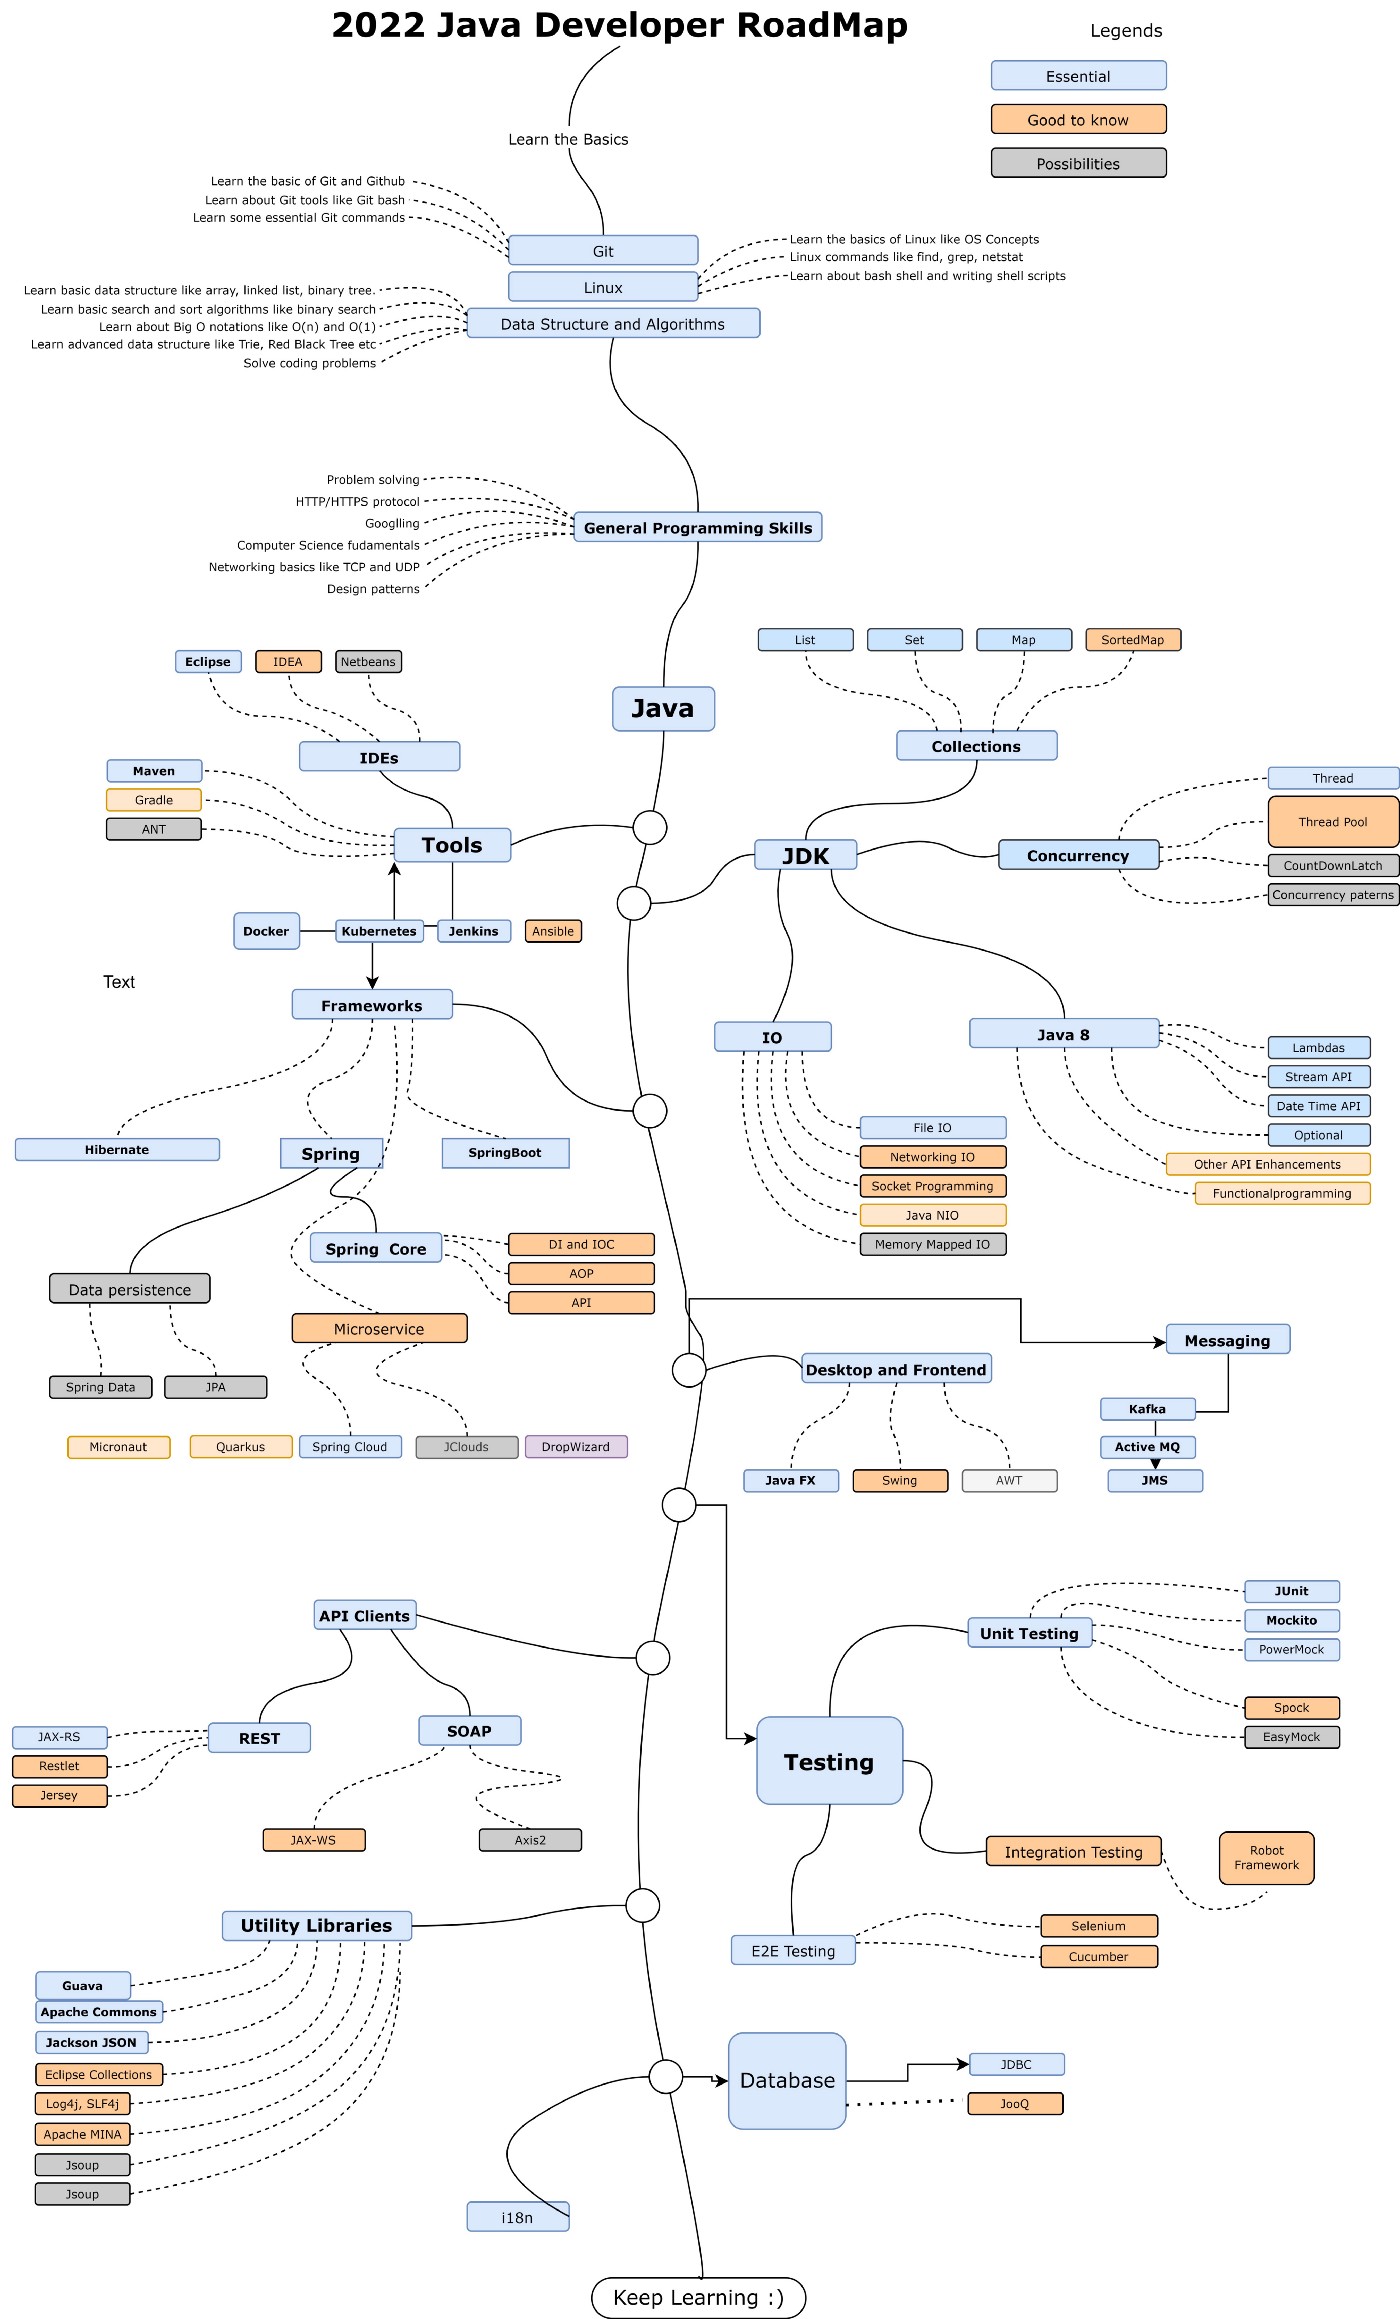 2022 Java Developer RoadMap
Legends
Essential
Good to know
Possibilities
Learn the Basics
Learn the basic of Git and Github
Learn about Git tools like Git bash
Learn some essential Git commands
Git
Learn the basics of Linux like OS Concepts
Linux commands like find, grep, netstat
Learn about bash shell and writing shell scripts
Linux
Learn basic data structure like array, linked list, binary tree.
Learn basic search and sort algorithms like binary search
Learn about Big O notations like O(n) and O(1)
Learn advanced data structure like Trie, Red Black Tree etc
Solve coding problems
Data Structure and Algorithms
Problem solving
HTTP/HTTPS protocol
Googlling
Computer Science fudamentals
Networking basics like TCP and UDP
Design patterns
General Programming Skills
Java
Eclipse
IDEA
Netbeans
IDEs
Maven
Gradle
ANT
Tools
Docker
Kubernetes
Jenkins
Ansible
List
Set
Map
SortedMap
Collections
JDK
Concurrency
Thread
Thread Pool
CountDownLatch
Concurrency paterns
Text
Frameworks
IO
Java 8
Lambdas
Stream API
Date Time API
Optional
Other API Enhancements
Functionalprogramming
File IO
Networking IO
Socket Programming
Java NIO
Memory Mapped IO
Hibernate
Spring
SpringBoot
Spring  Core
DI and IOC
AOP
API
Data persistence
Microservice
Spring Data
JPA
Micronaut
Quarkus
Spring Cloud
JClouds
DropWizard
Messaging
Kafka
Active MQ
JMS
Desktop and Frontend
Java FX
Swing
AWT
API Clients
REST
SOAP
JAX-RS
Restlet
Jersey
JAX-WS
Axis2
Unit Testing
JUnit
Mockito
PowerMock
Spock
EasyMock
Testing
Integration Testing
Robot
Framework
E2E Testing
Selenium
Cucumber
Utility Libraries
Guava
Apache Commons
Jackson JSON
Eclipse Collections
Log4j, SLF4j
Apache MINA
Jsoup
Jsoup
Database
JDBC
JooQ
i18n
Keep Learning :)